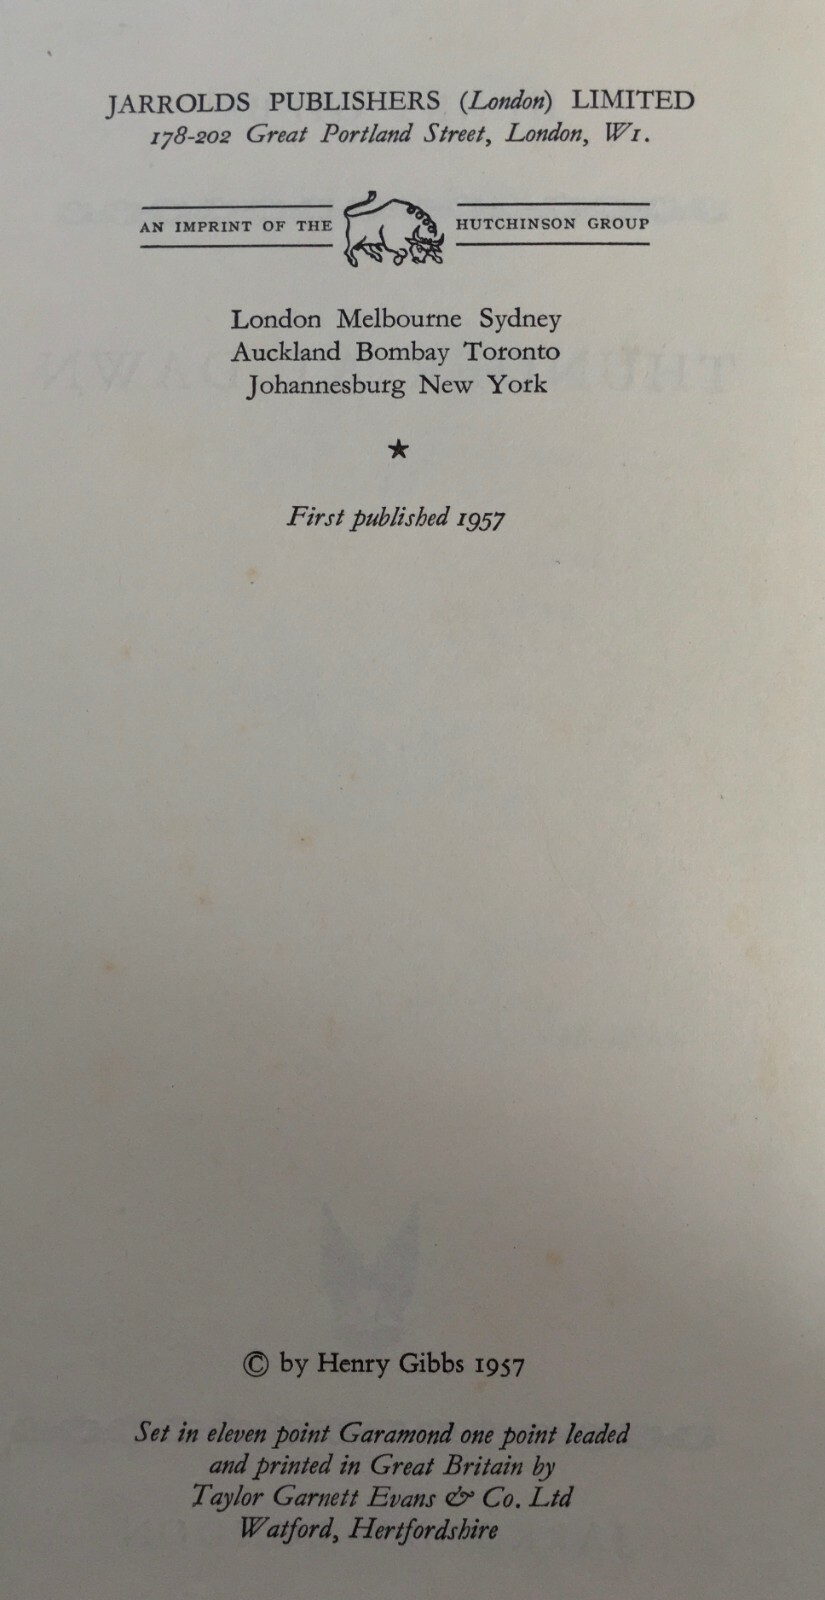 JARROLDS PUBLISHERS (London) LIMITED
178-202 Great Portland Street, London, W1.
AN IMPRINT OF THE HUTCHINSON GROUP
London Melbourne Sydney
Auckland Bombay Toronto
Johannesburg New York
★
First published 1957
© by Henry Gibbs 1957
Set in eleven point Garamond one point leaded
and printed in Great Britain by
Taylor Garnett Evans & Co. Ltd
Watford, Hertfordshire